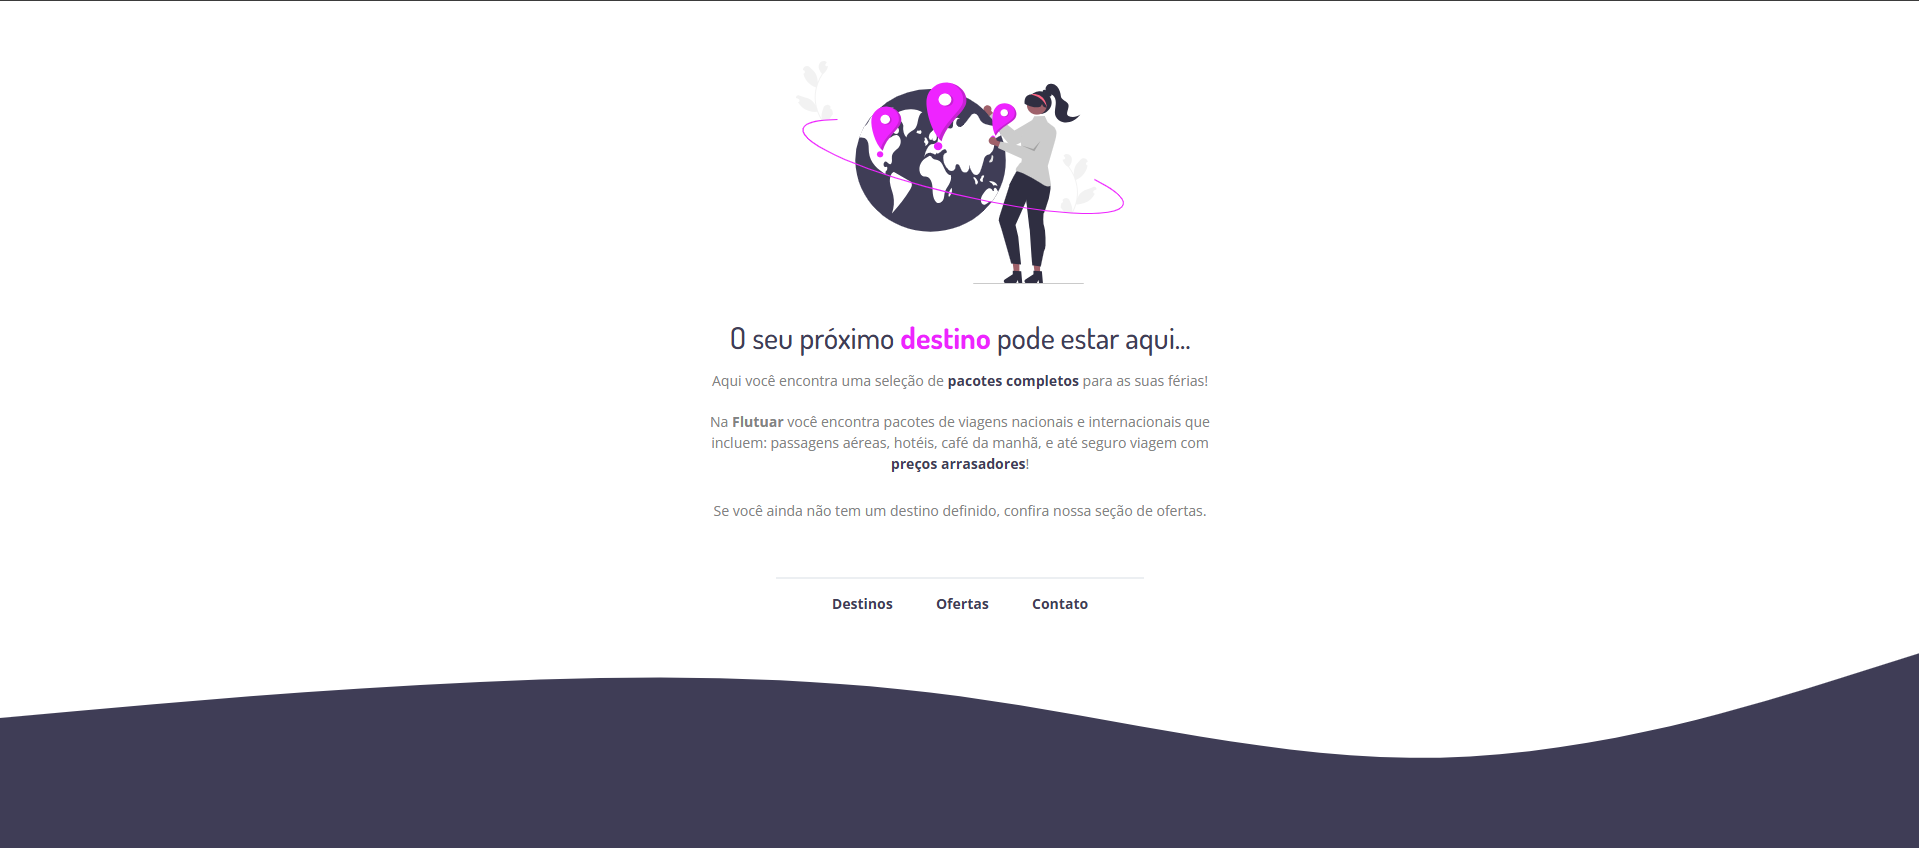 O seu próximo destino pode estar aqui...
Aqui você encontra uma seleção de pacotes completos para as suas férias!
Na Flutuar você encontra pacotes de viagens nacionais e internacionais que
incluem: passagens aéreas, hotéis, café da manhã, e até seguro viagem com
preços arrasadores!
Se você ainda não tem um destino definido, confira nossa seção de ofertas.
Destinos Ofertas Contato